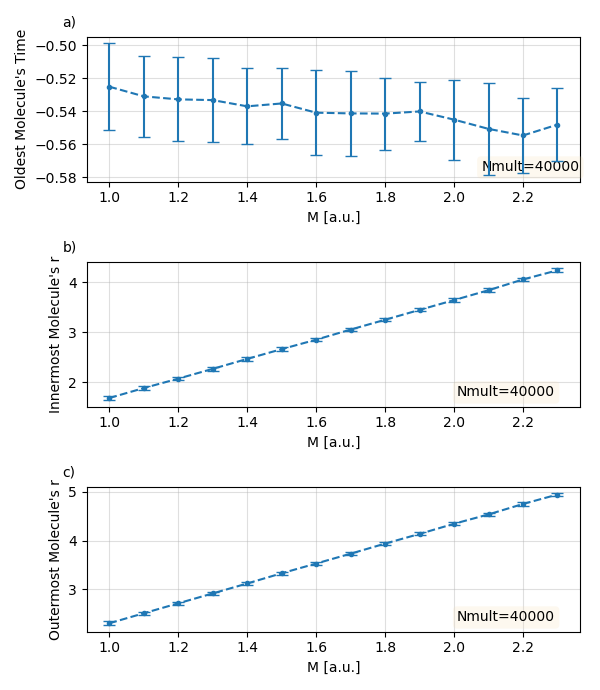 a)
Oldest Molecule's Time
−0.50
−0.52
−0.54
−0.56
−0.58
Nmult=40000
1.0 1.2 1.4 1.6 1.8 2.0 2.2
M [a.u.]
b)
Innermost Molecule's r
4
3
2
Nmult=40000
1.0 1.2 1.4 1.6 1.8 2.0 2.2
M [a.u.]
c)
Outermost Molecule's r
5
4
3
Nmult=40000
1.0 1.2 1.4 1.6 1.8 2.0 2.2
M [a.u.]